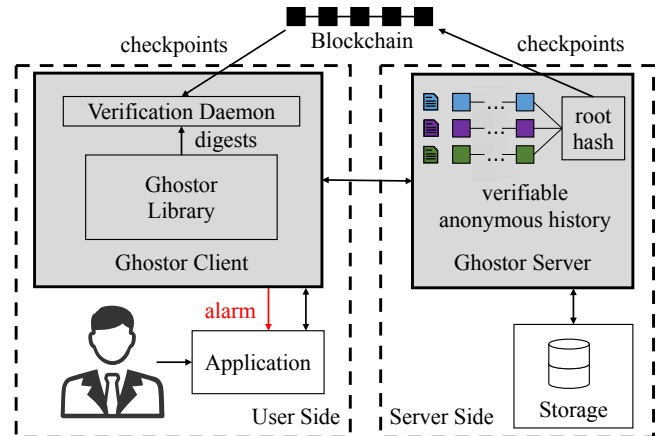 Blockchain
checkpoints
checkpoints
Verification Daemon
digests
Ghostor
Library
Ghostor Client
alarm
Application
User Side
...
...
...
root
hash
verifiable
anonymous history
Ghostor Server
Storage
Server Side